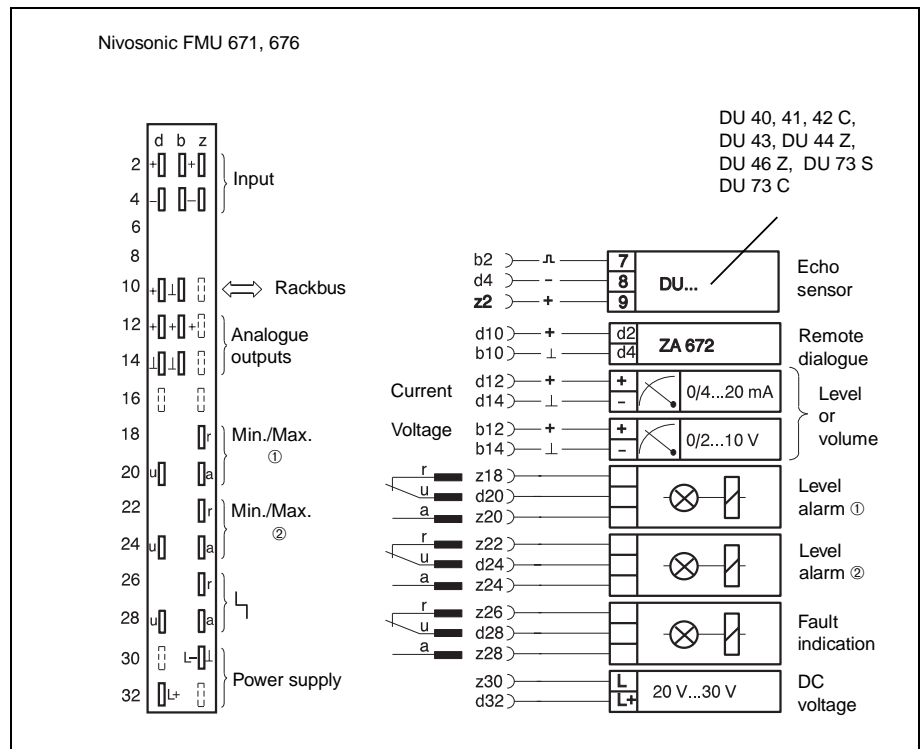 Nivosonic FMU 671, 676
d b z
2 + +
4 – –
Input
6
8
10 + ⊥
Rackbus
12 + + +
14 ⊥ ⊥
Analogue
outputs
16
18 r
20 u a
Min./Max.
①
22 r
24 u a
Min./Max.
②
26 r
28 u a
30 L– ⊥
32 L+
Power supply
DU 40, 41, 42 C,
DU 43, DU 44 Z,
DU 46 Z, DU 73 S
DU 73 C
b2 7
d4 – 8
z2 + 9
DU...
Echo
sensor
d10 + d2
b10 ⊥ d4
ZA 672
Remote
dialogue
Current
d12 + +
d14 ⊥ –
0/4...20 mA
Voltage
b12 + +
b14 ⊥ –
0/2...10 V
Level
or
volume
r z18
u d20
a z20
Level
alarm ①
r z22
u d24
a z24
Level
alarm ②
r z26
u d28
a z28
Fault
indication
z30 L
d32 L+
20 V...30 V
DC
voltage